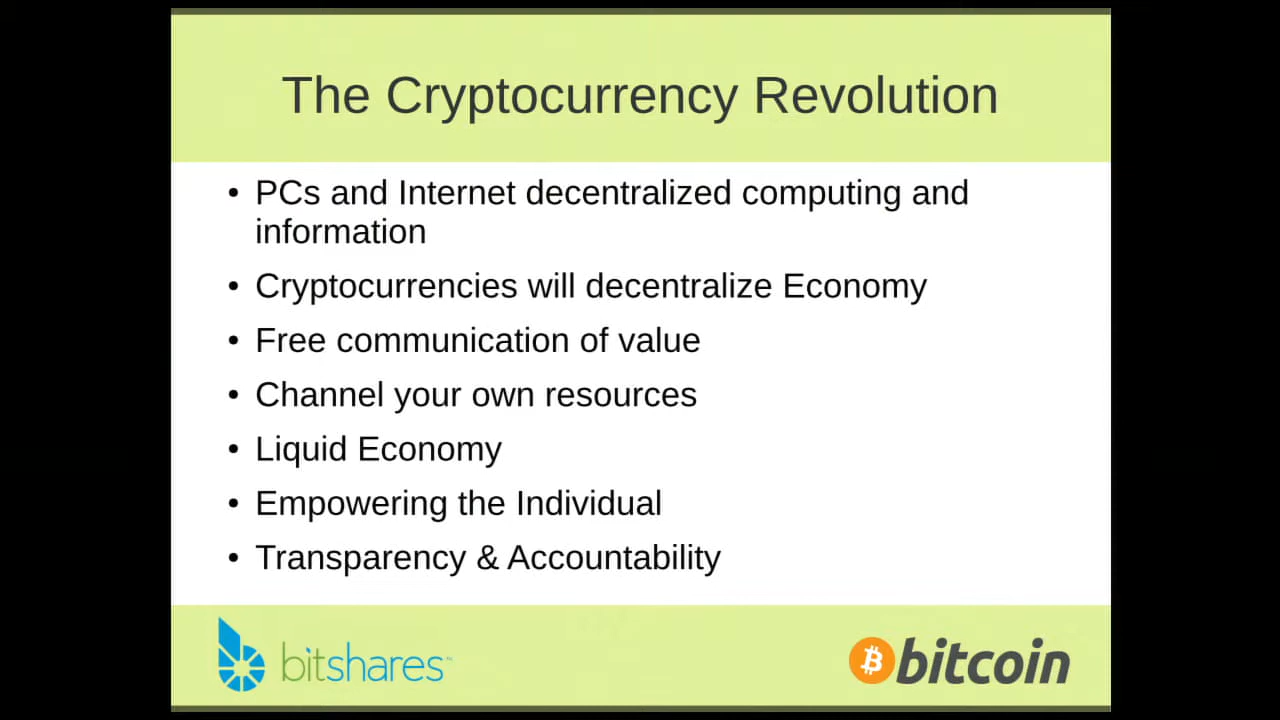 The Cryptocurrency Revolution
• PCs and Internet decentralized computing and
information
• Cryptocurrencies will decentralize Economy
• Free communication of value
• Channel your own resources
• Liquid Economy
• Empowering the Individual
• Transparency & Accountability
bitshares™
bitcoin